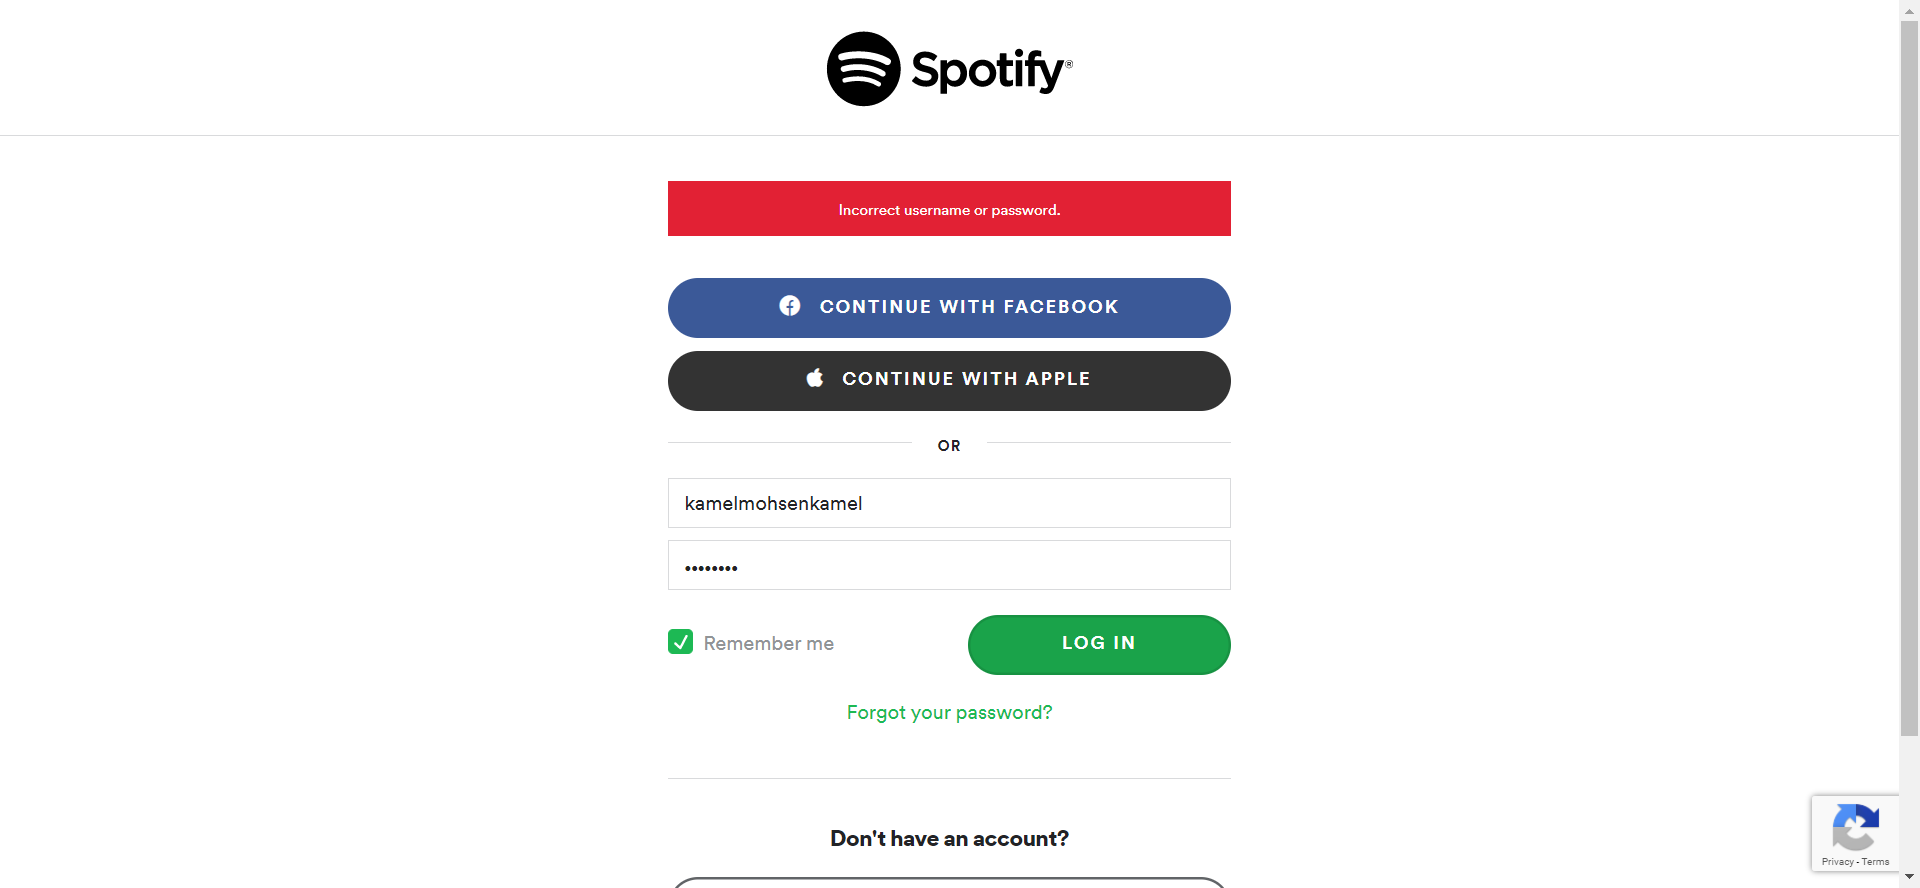 Spotify®
Incorrect username or password.
CONTINUE WITH FACEBOOK
CONTINUE WITH APPLE
OR
kamelmohsenkamel
••••••••
Remember me
LOG IN
Forgot your password?
Don't have an account?
Privacy - Terms